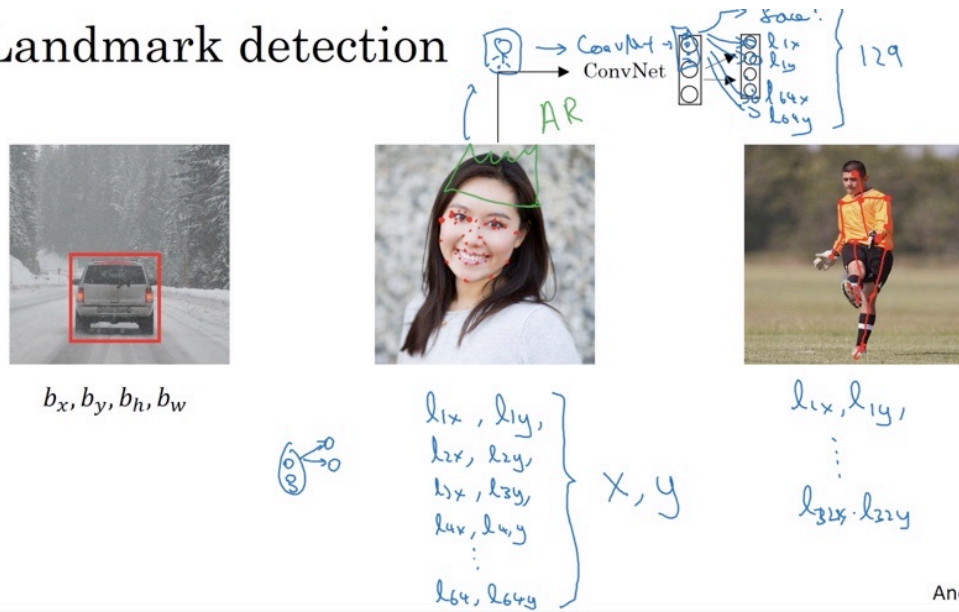 Landmark detection
face?
ConvNet
l1x
l1y
129
ConvNet
l64x
l64y
AR
bx, by, bh, bw
l1x, l1y,
l2x, l2y,
l3x, l3y,
l4x, l4y
⋮
l64, l64y
x, y
l1x, l1y,
⋮
l32x, l32y
An